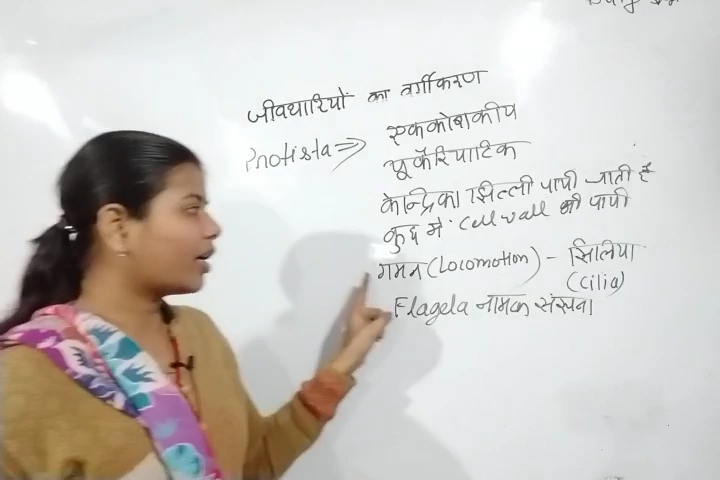 जीवधारियों का वर्गीकरण
Protista⇒ एककोशकीय
यूकैरियाटिक
केन्द्रिका झिल्ली पायी जाती है
कुछ में Cell wall भी पायी
गमन (Locomotion) - सिलिया
(Cilia)
Flagela नामक संरचना